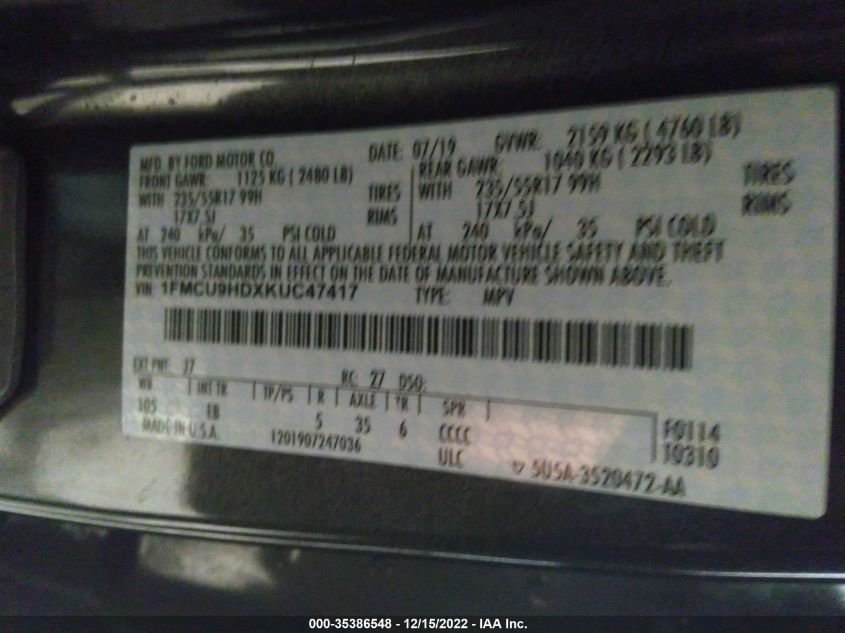 MFD. BY FORD MOTOR CO. DATE: 07/19 GVWR: 2159 KG ( 4760 LB)
FRONT GAWR: 1125 KG ( 2480 LB) REAR GAWR: 1040 KG ( 2293 LB)
WITH 235/55R17 99H TIRES WITH 235/55R17 99H TIRES
17X7.5J RIMS 17X7.5J RIMS
AT 240 kPa/ 35 PSI COLD AT 240 kPa/ 35 PSI COLD
THIS VEHICLE CONFORMS TO ALL APPLICABLE FEDERAL MOTOR VEHICLE SAFETY AND THEFT
PREVENTION STANDARDS IN EFFECT ON THE DATE OF MANUFACTURE SHOWN ABOVE.
VIN: 1FMCU9HDXKUC47417 TYPE: MPV
EXT PNT: J7 RC: 27 DSO:
WB INT TR TP/PS R AXLE TR SPR
105 EB 5 35 6 CCCC F0114
MADE IN U.S.A. 1201907247036 ULC T0310
5U5A-3520472-AA
000-35386548 - 12/15/2022 - IAA Inc.